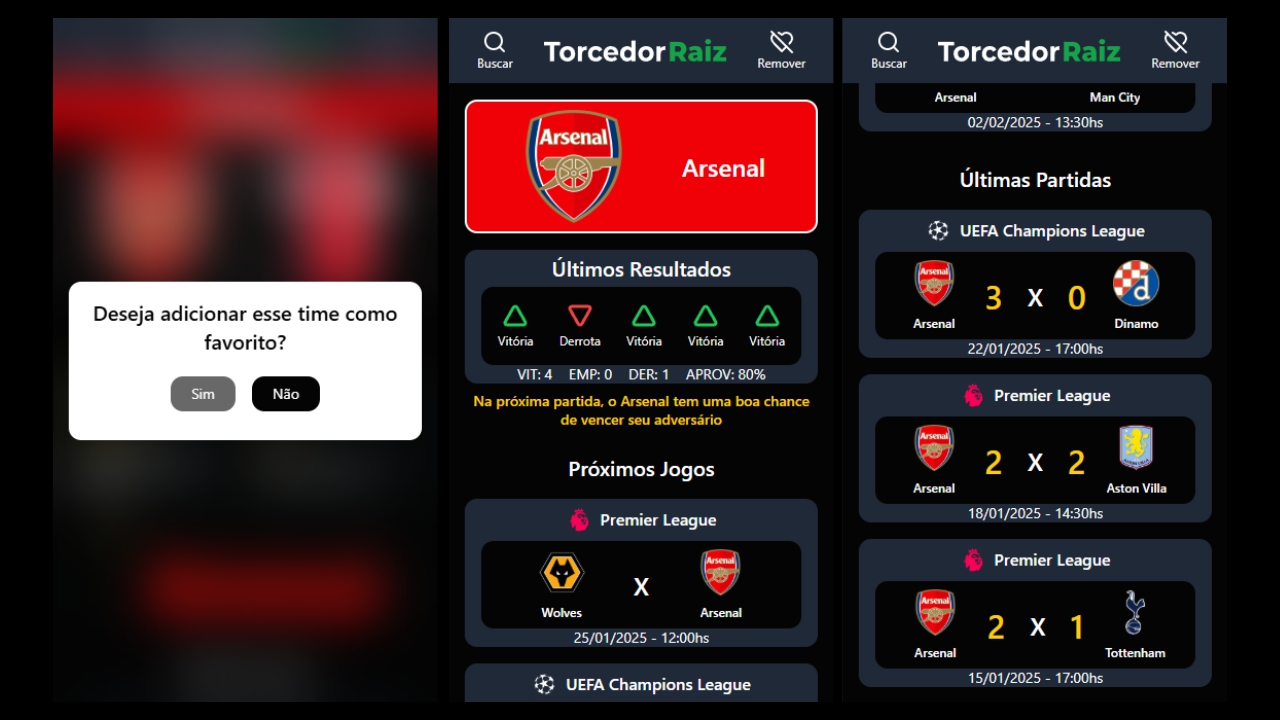 Deseja adicionar esse time como
favorito?
Sim Não
Buscar TorcedorRaiz Remover
Arsenal Arsenal
Últimos Resultados
Vitória Derrota Vitória Vitória Vitória
VIT: 4 EMP: 0 DER: 1 APROV: 80%
Na próxima partida, o Arsenal tem uma boa chance
de vencer seu adversário
Próximos Jogos
Premier League
Arsenal
X
Wolves Arsenal
25/01/2025 - 12:00hs
UEFA Champions League
Buscar TorcedorRaiz Remover
Arsenal Man City
02/02/2025 - 13:30hs
Últimas Partidas
UEFA Champions League
Arsenal
3 X 0
Arsenal Dinamo
22/01/2025 - 17:00hs
Premier League
Arsenal
2 X 2
Arsenal Aston Villa
18/01/2025 - 14:30hs
Premier League
Arsenal
2 X 1
Arsenal Tottenham
15/01/2025 - 17:00hs